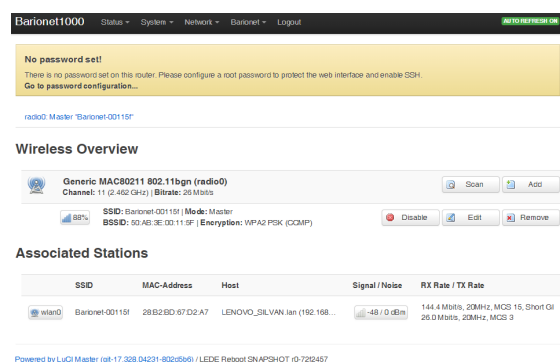 Barionet1000 Status System Network Barionet Logout AUTO REFRESH ON
No password set!
There is no password set on this router. Please configure a root password to protect the web interface and enable SSH.
Go to password configuration...
radio0: Master "Barionet-00115f"
Wireless Overview
Generic MAC80211 802.11bgn (radio0)
Channel: 11 (2.462 GHz) | Bitrate: 26 Mbit/s
Scan Add
88%
SSID: Barionet-00115f | Mode: Master
BSSID: 50:AB:3E:00:11:5F | Encryption: WPA2 PSK (CCMP)
Disable Edit Remove
Associated Stations
SSID MAC-Address Host Signal / Noise RX Rate / TX Rate
wlan0 Barionet-00115f 28:B2:BD:67:D2:A7 LENOVO_SILVAN.lan (192.168... -48 / 0 dBm
144.4 Mbit/s, 20MHz, MCS 15, Short GI
26.0 Mbit/s, 20MHz, MCS 3
Powered by LuCI Master (git-17.328.04231-802d5b6) / LEDE Reboot SNAPSHOT r0-72f2457